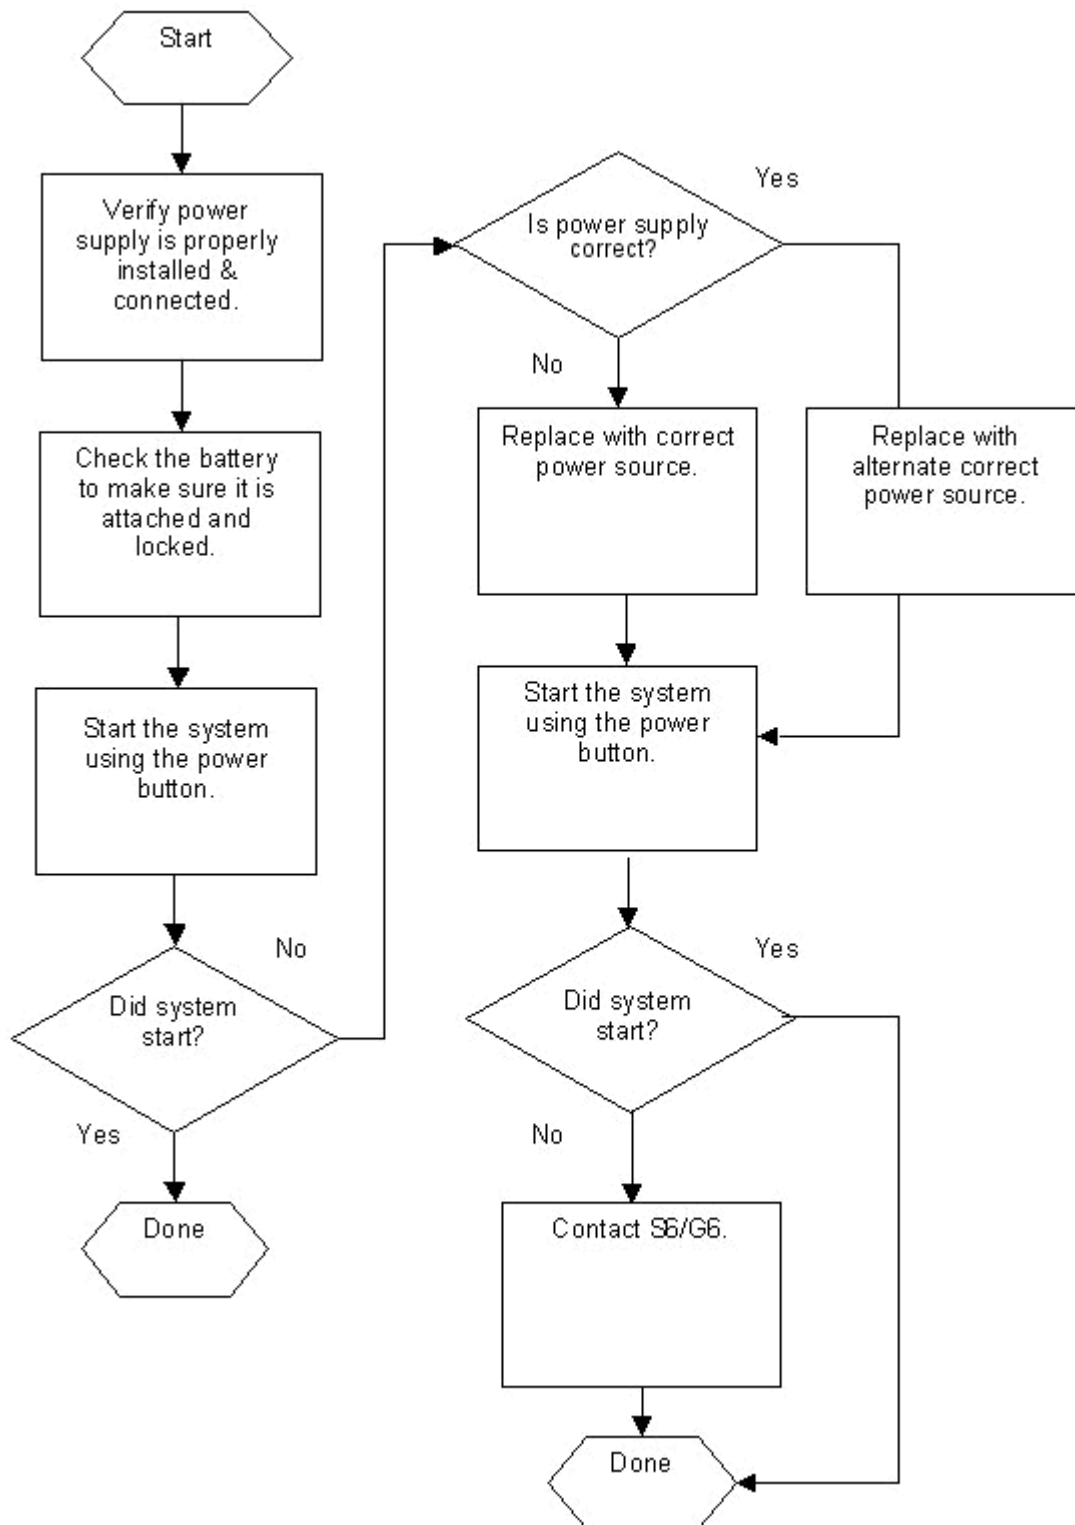 Start
Verify power
supply is properly
installed &
connected.
Check the battery
to make sure it is
attached and
locked.
Start the system
using the power
button.
No
Did system
start?
Yes
Done
Yes
Is power supply
correct?
No
Replace with correct
power source.
Replace with
alternate correct
power source.
Start the system
using the power
button.
Yes
Did system
start?
No
Contact S6/G6.
Done